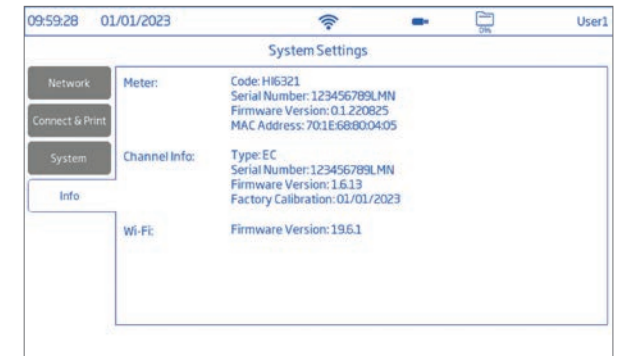 09:59:28 01/01/2023 0% User1
System Settings
Network
Connect & Print
System
Info
Meter:
Code: HI6321
Serial Number: 123456789LMN
Firmware Version: 0.1.220825
MAC Address: 70:1E:68:80:04:05
Channel Info:
Type: EC
Serial Number: 123456789LMN
Firmware Version: 1.6.13
Factory Calibration: 01/01/2023
Wi-Fi:
Firmware Version: 19.6.1